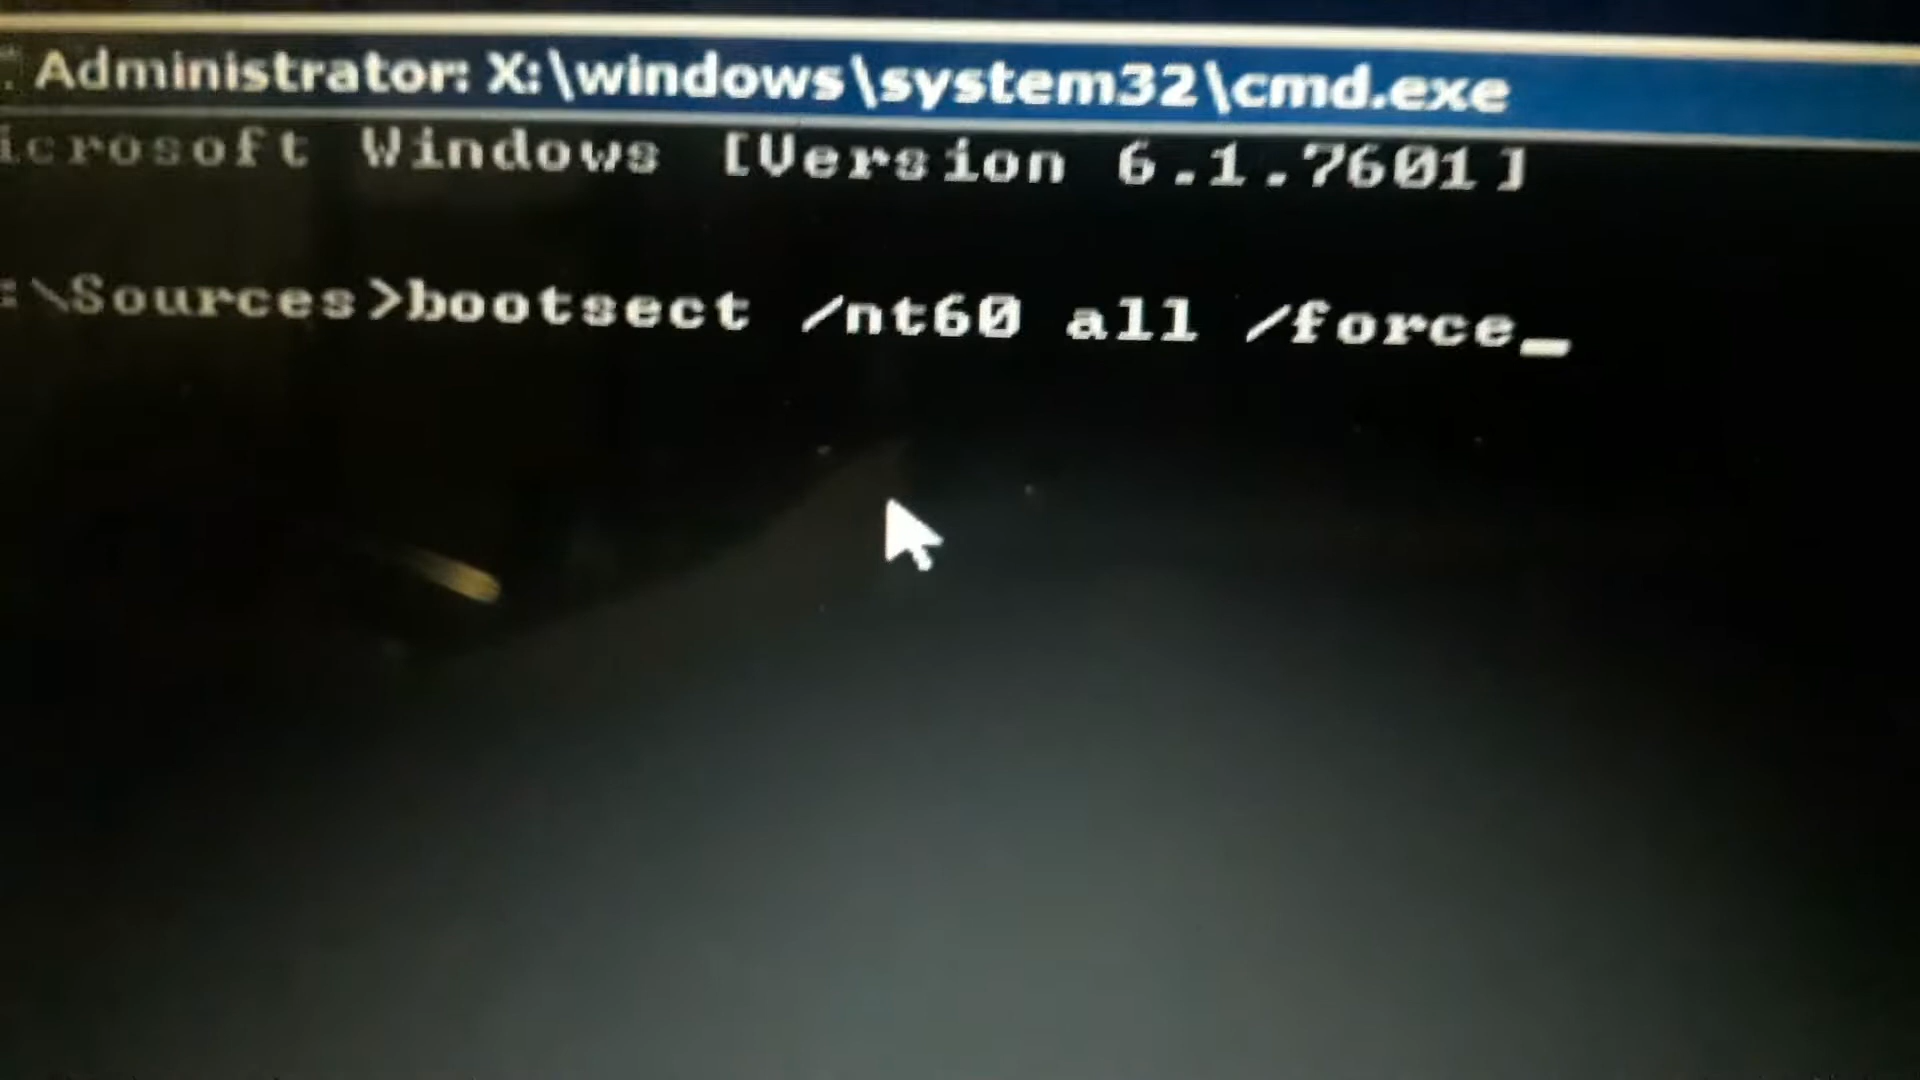 Administrator: X:\windows\system32\cmd.exe
icrosoft Windows [Version 6.1.7601]
:\Sources>bootsect /nt60 all /force_